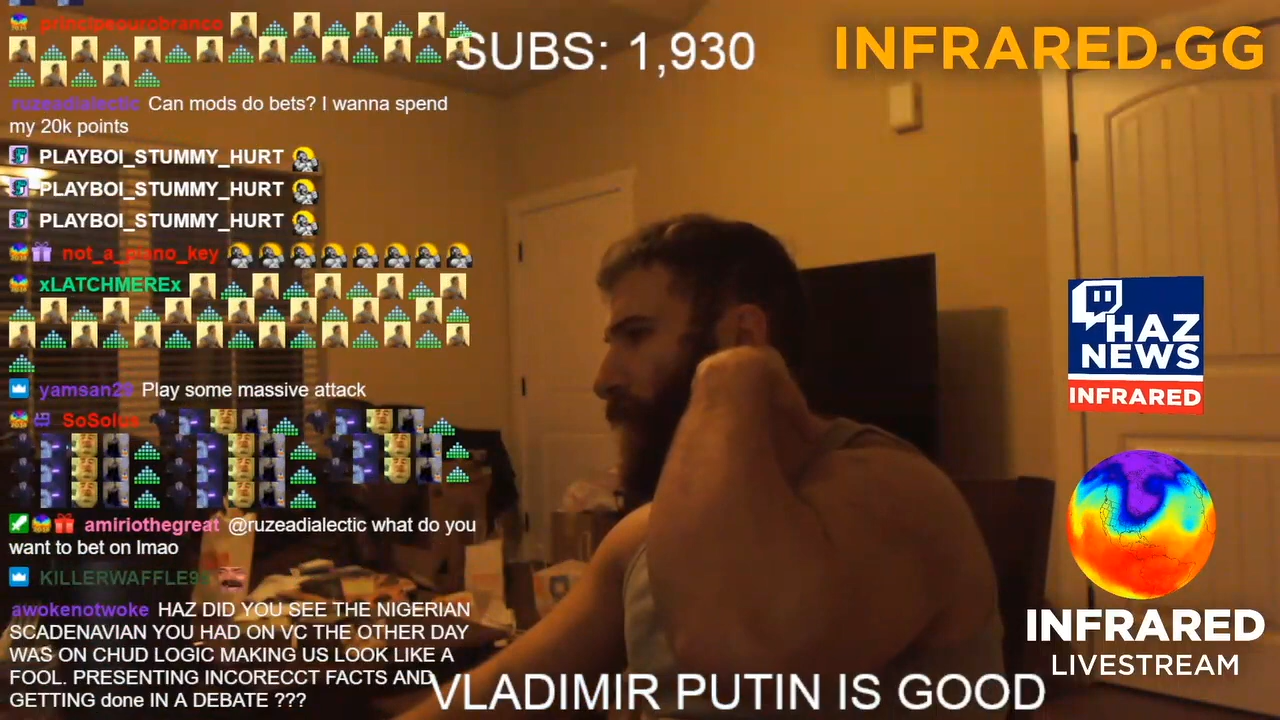 principeourobranco
SUBS: 1,930
INFRARED.GG
ruzeadialectic Can mods do bets? I wanna spend
my 20k points
PLAYBOI_STUMMY_HURT
PLAYBOI_STUMMY_HURT
PLAYBOI_STUMMY_HURT
not_a_piano_key
xLATCHMEREx
yamsan23 Play some massive attack
amiriothegreat @ruzeadialectic what do you
want to bet on lmao
awokenotwoke HAZ DID YOU SEE THE NIGERIAN
SCADENAVIAN YOU HAD ON VC THE OTHER DAY
WAS ON CHUD LOGIC MAKING US LOOK LIKE A
FOOL. PRESENTING INCORECCT FACTS AND
GETTING done IN A DEBATE ???
HAZ
NEWS
INFRARED
INFRARED
LIVESTREAM
VLADIMIR PUTIN IS GOOD